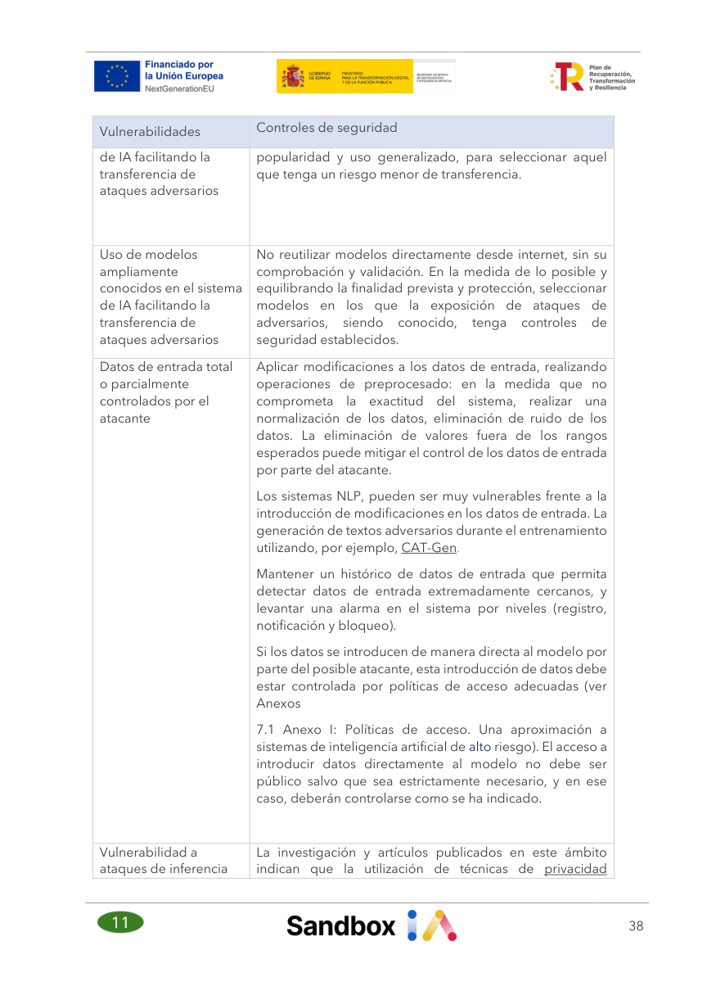 Financiado por
la Unión Europea
NextGenerationEU
GOBIERNO
DE ESPAÑA
MINISTERIO
PARA LA TRANSFORMACIÓN DIGITAL
Y DE LA FUNCIÓN PÚBLICA
SECRETARÍA DE ESTADO
DE DIGITALIZACIÓN
E INTELIGENCIA ARTIFICIAL
Plan de
Recuperación,
Transformación
y Resiliencia
Vulnerabilidades
Controles de seguridad
de IA facilitando la
transferencia de
ataques adversarios
popularidad y uso generalizado, para seleccionar aquel
que tenga un riesgo menor de transferencia.
Uso de modelos
ampliamente
conocidos en el sistema
de IA facilitando la
transferencia de
ataques adversarios
No reutilizar modelos directamente desde internet, sin su
comprobación y validación. En la medida de lo posible y
equilibrando la finalidad prevista y protección, seleccionar
modelos en los que la exposición de ataques de
adversarios, siendo conocido, tenga controles de
seguridad establecidos.
Datos de entrada total
o parcialmente
controlados por el
atacante
Aplicar modificaciones a los datos de entrada, realizando
operaciones de preprocesado: en la medida que no
comprometa la exactitud del sistema, realizar una
normalización de los datos, eliminación de ruido de los
datos. La eliminación de valores fuera de los rangos
esperados puede mitigar el control de los datos de entrada
por parte del atacante.
Los sistemas NLP, pueden ser muy vulnerables frente a la
introducción de modificaciones en los datos de entrada. La
generación de textos adversarios durante el entrenamiento
utilizando, por ejemplo, CAT-Gen.
Mantener un histórico de datos de entrada que permita
detectar datos de entrada extremadamente cercanos, y
levantar una alarma en el sistema por niveles (registro,
notificación y bloqueo).
Si los datos se introducen de manera directa al modelo por
parte del posible atacante, esta introducción de datos debe
estar controlada por políticas de acceso adecuadas (ver
Anexos
7.1 Anexo I: Políticas de acceso. Una aproximación a
sistemas de inteligencia artificial de alto riesgo). El acceso a
introducir datos directamente al modelo no debe ser
público salvo que sea estrictamente necesario, y en ese
caso, deberán controlarse como se ha indicado.
Vulnerabilidad a
ataques de inferencia
La investigación y artículos publicados en este ámbito
indican que la utilización de técnicas de privacidad
11
Sandbox
38